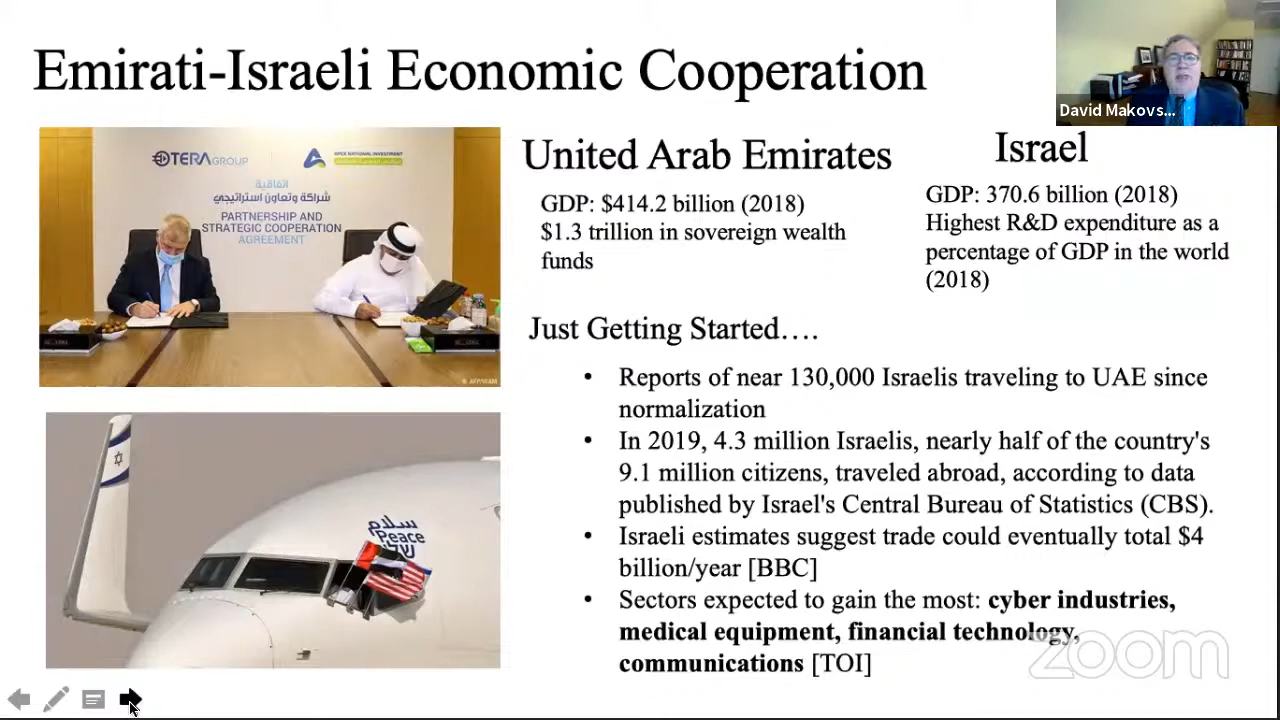 Emirati-Israeli Economic Cooperation
David Makovs...
TERA GROUP
APEX NATIONAL INVESTMENT
اتفاقية
شراكة وتعاون استراتيجي
PARTNERSHIP AND
STRATEGIC COOPERATION
AGREEMENT
© AFP/WAM
سلام
Peace
United Arab Emirates
GDP: $414.2 billion (2018)
$1.3 trillion in sovereign wealth
funds
Israel
GDP: 370.6 billion (2018)
Highest R&D expenditure as a
percentage of GDP in the world
(2018)
Just Getting Started….
• Reports of near 130,000 Israelis traveling to UAE since
normalization
• In 2019, 4.3 million Israelis, nearly half of the country's
9.1 million citizens, traveled abroad, according to data
published by Israel's Central Bureau of Statistics (CBS).
• Israeli estimates suggest trade could eventually total $4
billion/year [BBC]
• Sectors expected to gain the most: cyber industries,
medical equipment, financial technology,
communications [TOI]
zoom